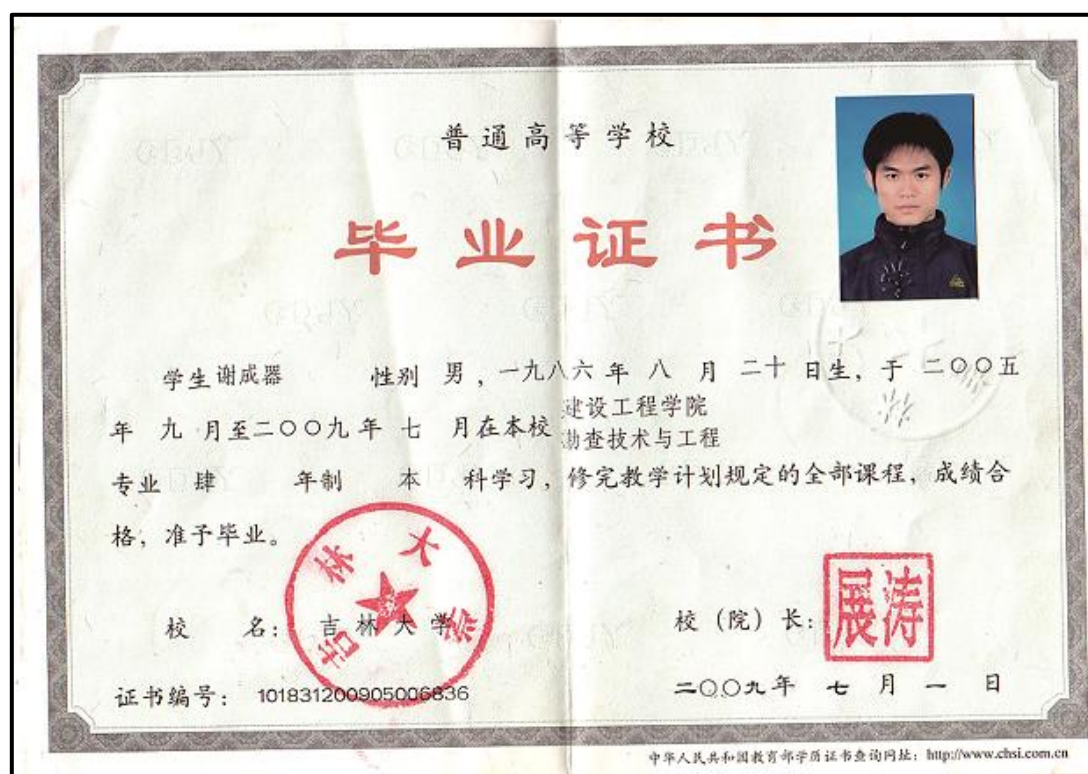 普通高等学校
毕业证书
学生谢成器 性别 男，一九八六年 八 月 二十 日生，于 二〇〇五
年 九 月至二〇〇九年 七 月在本校 建设工程学院
勘查技术与工程
专业 肆 年制 本 科学习，修完教学计划规定的全部课程，成绩合
格，准予毕业。
吉林大学
校 名：吉林大学
校（院）长：
展涛
证书编号：101831200905006836
二〇〇九年 七 月 一 日
中华人民共和国教育部学历证书查询网址：http://www.chsi.com.cn